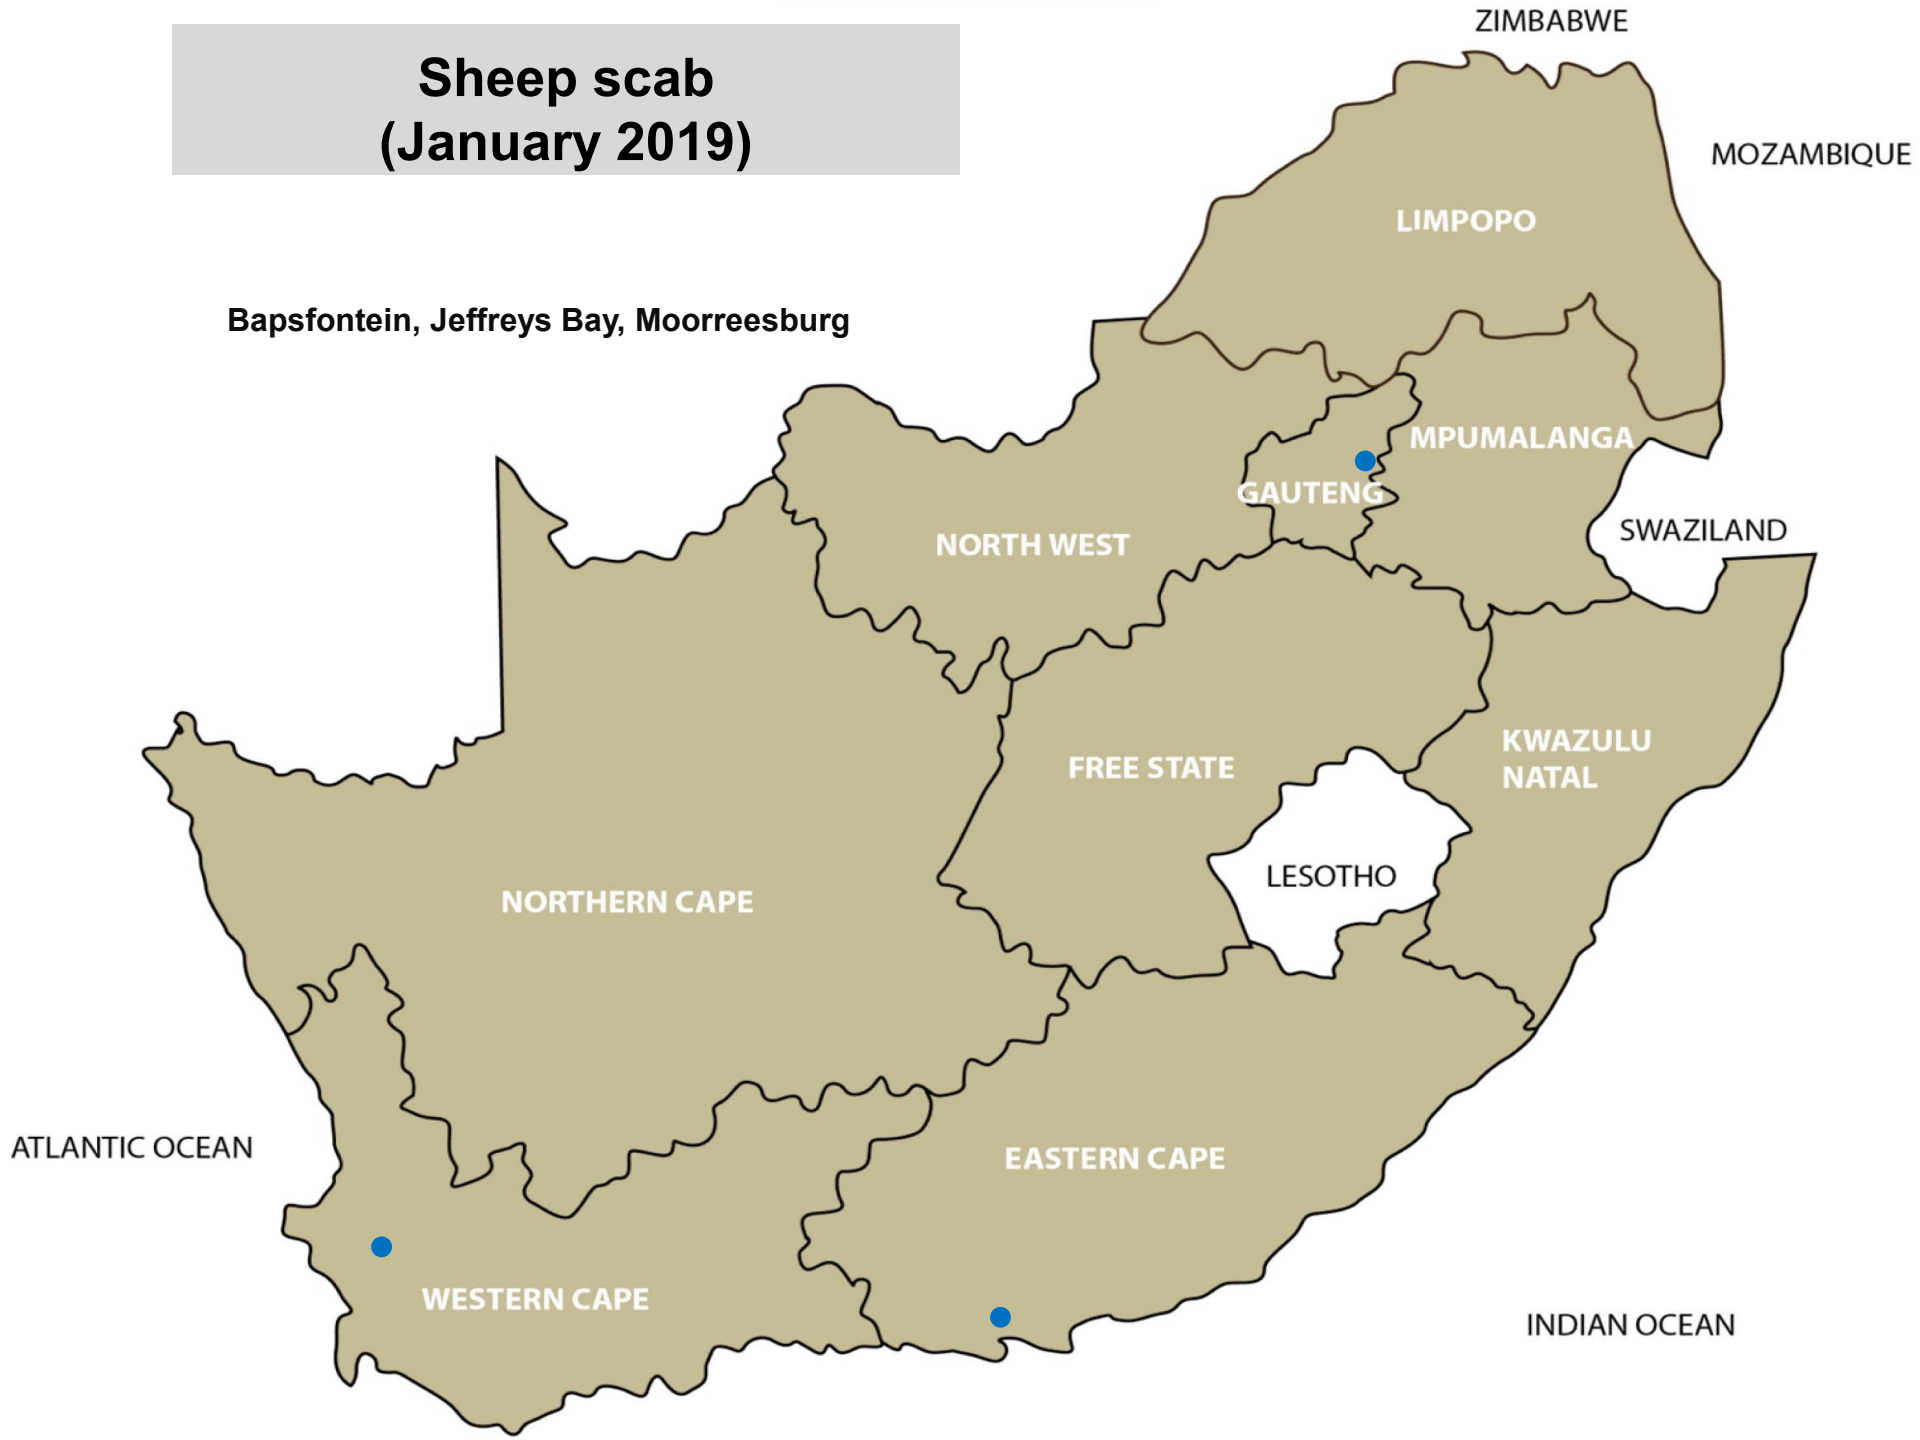 ZIMBABWE
Sheep scab
(January 2019)
MOZAMBIQUE
LIMPOPO
Bapsfontein, Jeffreys Bay, Moorreesburg
MPUMALANGA
GAUTENG
SWAZILAND
NORTH WEST
KWAZULU
NATAL
FREE STATE
LESOTHO
NORTHERN CAPE
ATLANTIC OCEAN
EASTERN CAPE
WESTERN CAPE
INDIAN OCEAN